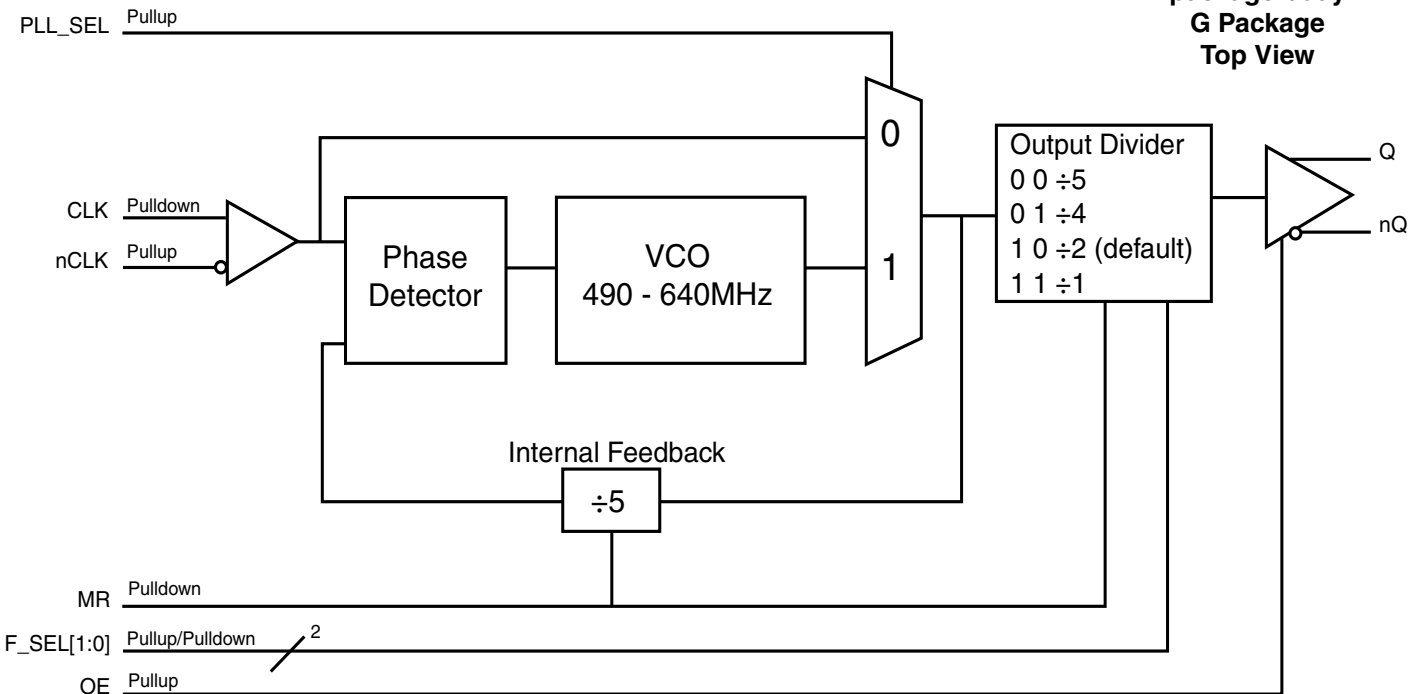 G Package
Top View
PLL_SEL Pullup
0
Output Divider
0 0 ÷5
0 1 ÷4
1 0 ÷2 (default)
1 1 ÷1
Q
nQ
CLK Pulldown
nCLK Pullup
Phase
Detector
VCO
490 - 640MHz
1
Internal Feedback
÷5
MR Pulldown
F_SEL[1:0] Pullup/Pulldown 2
OE Pullup